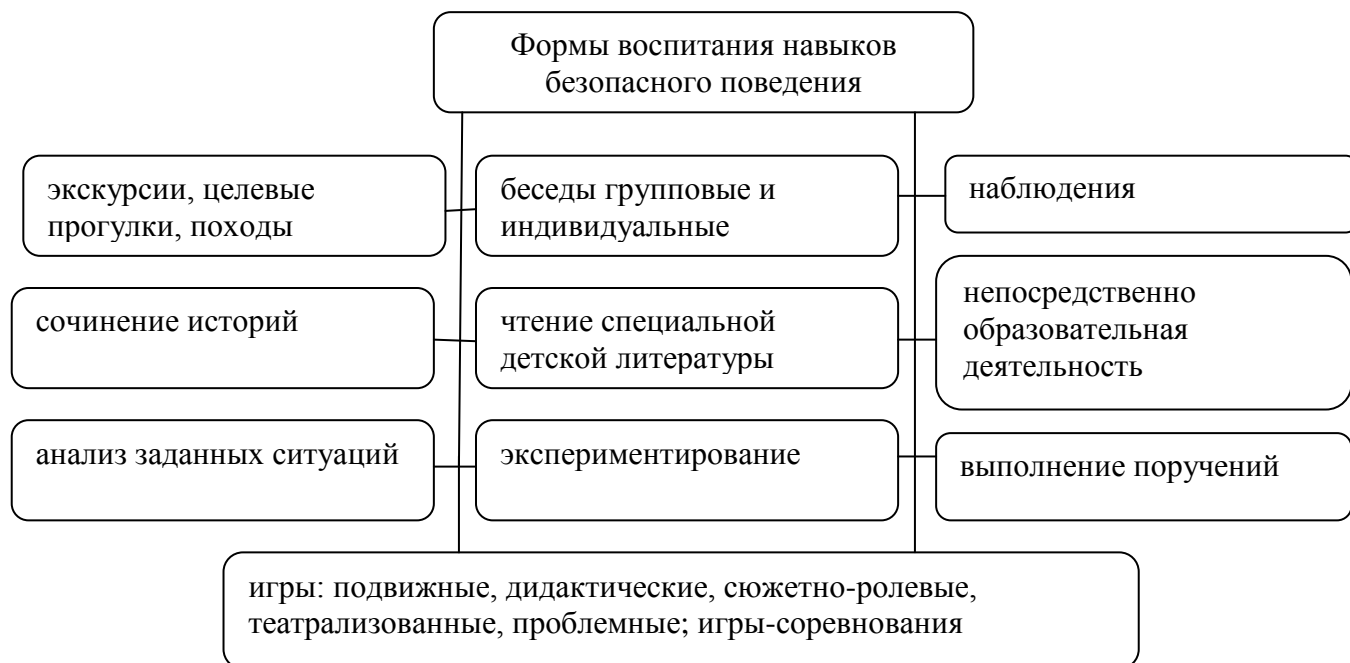 Формы воспитания навыков
безопасного поведения
экскурсии, целевые
прогулки, походы
беседы групповые и
индивидуальные
наблюдения
сочинение историй
чтение специальной
детской литературы
непосредственно
образовательная
деятельность
анализ заданных ситуаций
экспериментирование
выполнение поручений
игры: подвижные, дидактические, сюжетно-ролевые,
театрализованные, проблемные; игры-соревнования